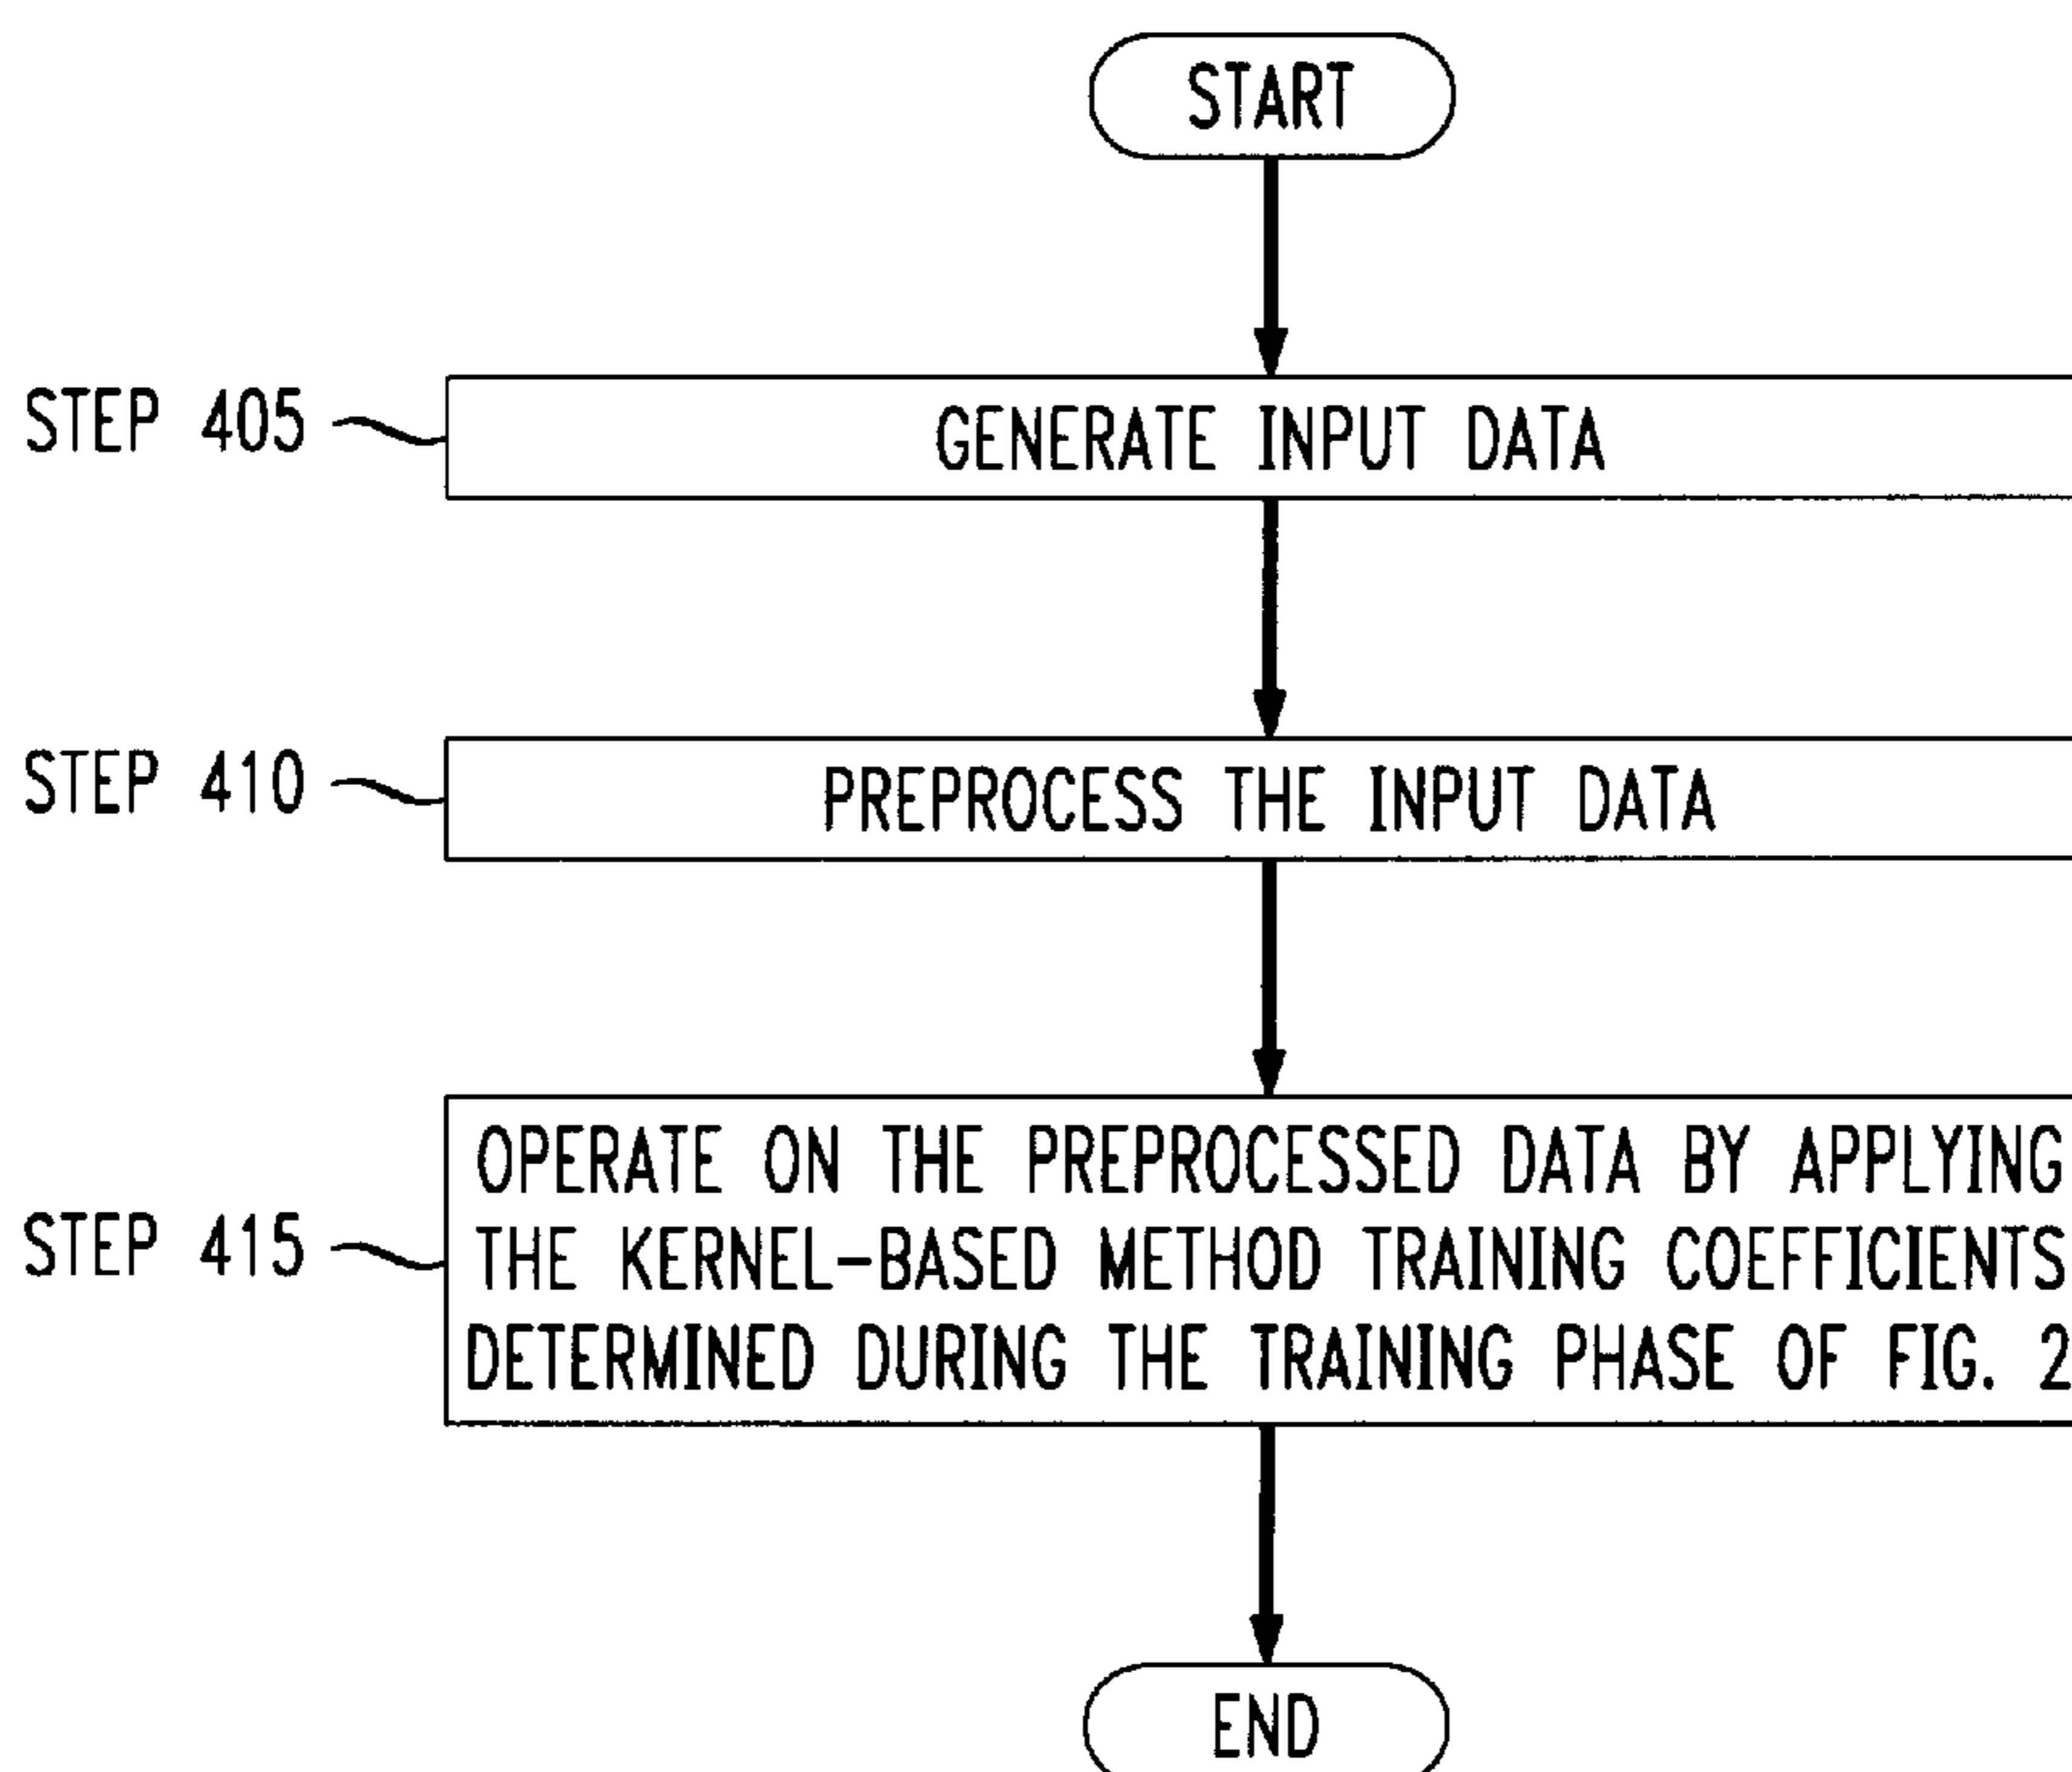 START
STEP 405
GENERATE INPUT DATA
STEP 410
PREPROCESS THE INPUT DATA
STEP 415
OPERATE ON THE PREPROCESSED DATA BY APPLYING
THE KERNEL-BASED METHOD TRAINING COEFFICIENTS
DETERMINED DURING THE TRAINING PHASE OF FIG. 2
END